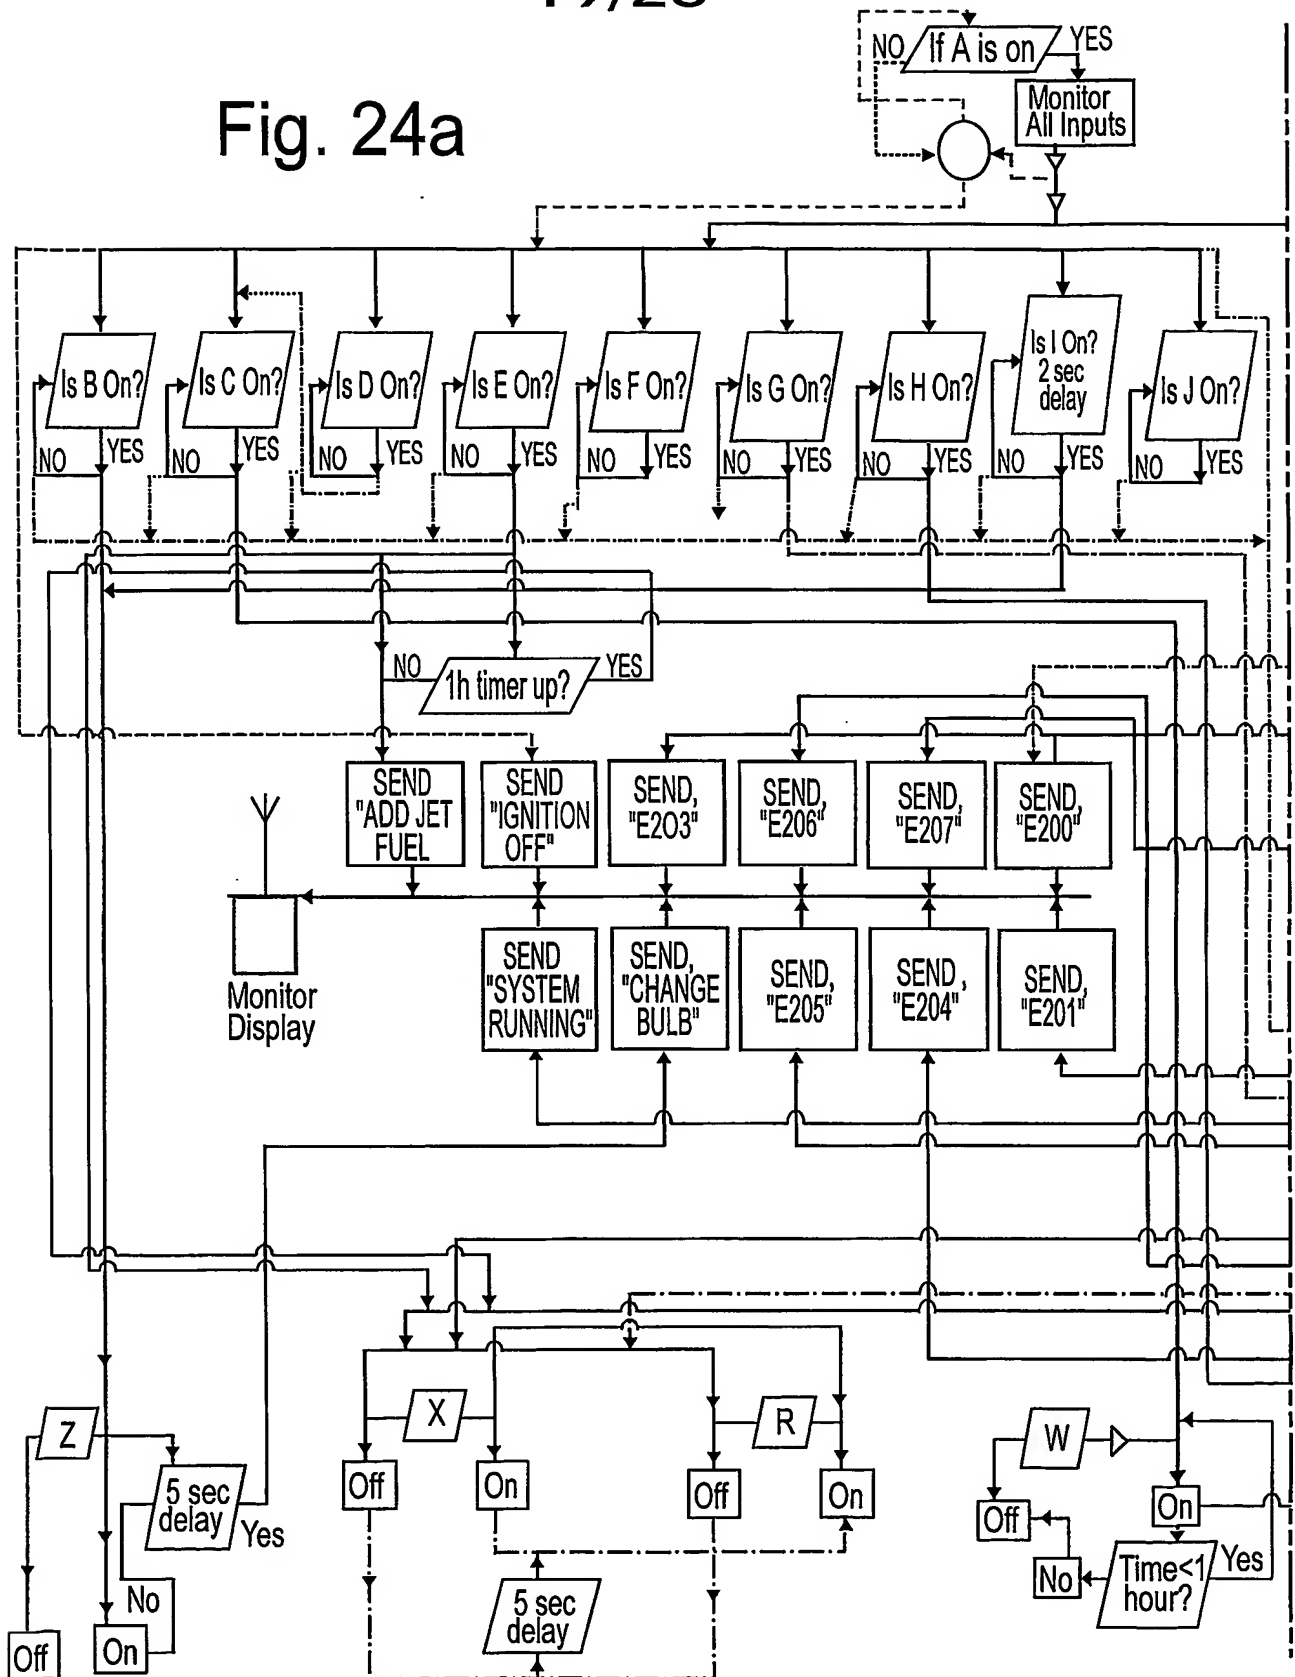 If A is on
NO
YES
Monitor
All Inputs
Fig. 24a
Is B On?
Is C On?
Is D On?
Is E On?
Is F On?
Is G On?
Is H On?
Is I On?
2 sec
delay
Is J On?
NO
YES
NO
YES
NO
YES
NO
YES
NO
YES
NO
YES
NO
YES
NO
YES
NO
YES
NO
1h timer up?
YES
SEND
"ADD JET
FUEL
SEND
"IGNITION
OFF"
SEND,
"E203"
SEND,
"E206"
SEND,
"E207"
SEND,
"E200"
Monitor
Display
SEND
"SYSTEM
RUNNING"
SEND,
"CHANGE
BULB"
SEND,
"E205"
SEND,
"E204"
SEND,
"E201"
Z
5 sec
delay
Yes
No
Off
On
X
Off
On
R
Off
On
5 sec
delay
W
Off
On
No
Time<1
hour?
Yes